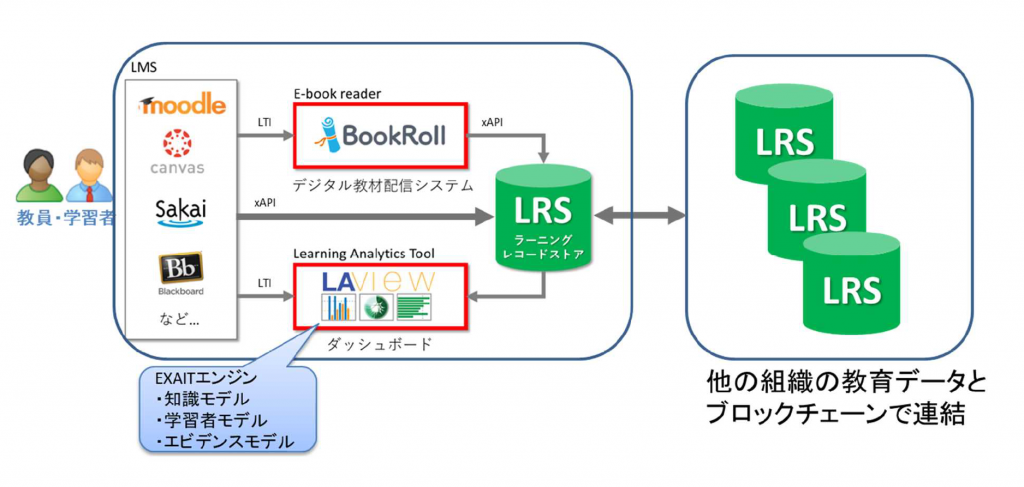 LMS
moodle
canvas
Sakai
Bb
Blackboard
など...
教員・学習者
LTI
xAPI
LTI
E-book reader
BookRoll
デジタル教材配信システム
xAPI
Learning Analytics Tool
LAVIEW
ダッシュボード
LRS
ラーニング
レコードストア
EXAITエンジン
・知識モデル
・学習者モデル
・エビデンスモデル
LRS
LRS
LRS
他の組織の教育データと
ブロックチェーンで連結